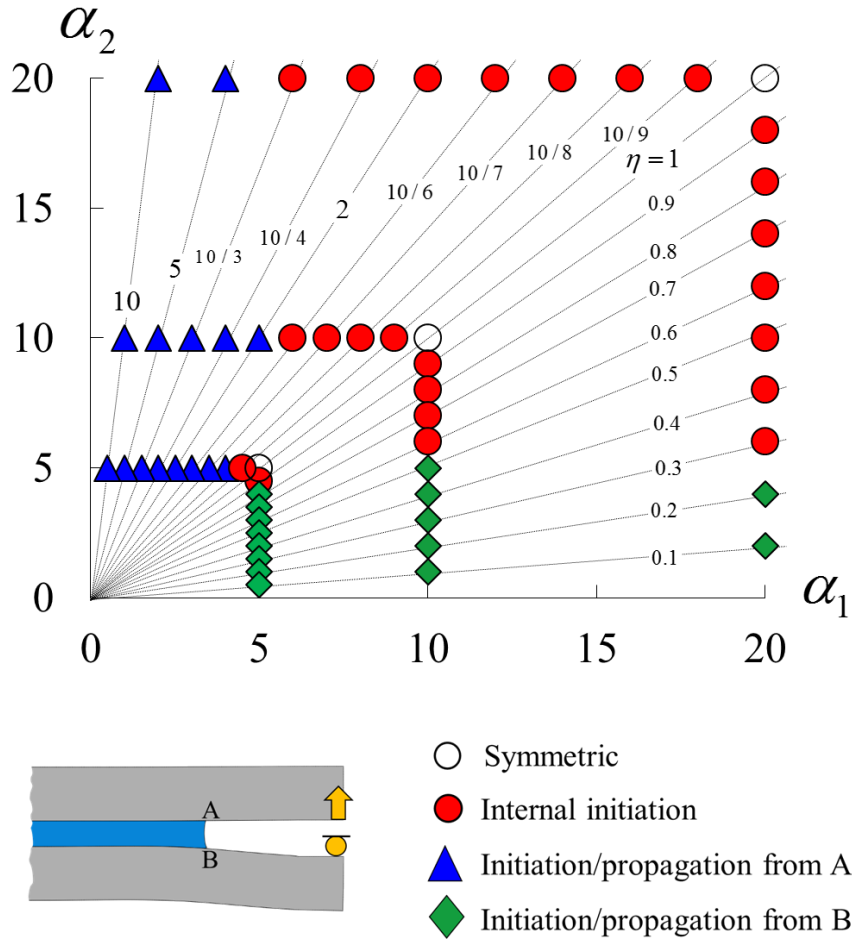 α₂
20
15
10
5
0
10
5
10 / 3
10 / 4
2
10 / 6
10 / 7
10 / 8
10 / 9
η = 1
0.9
0.8
0.7
0.6
0.5
0.4
0.3
0.2
0.1
0 5 10 15 20
α₁
A
B
Symmetric
Internal initiation
Initiation/propagation from A
Initiation/propagation from B